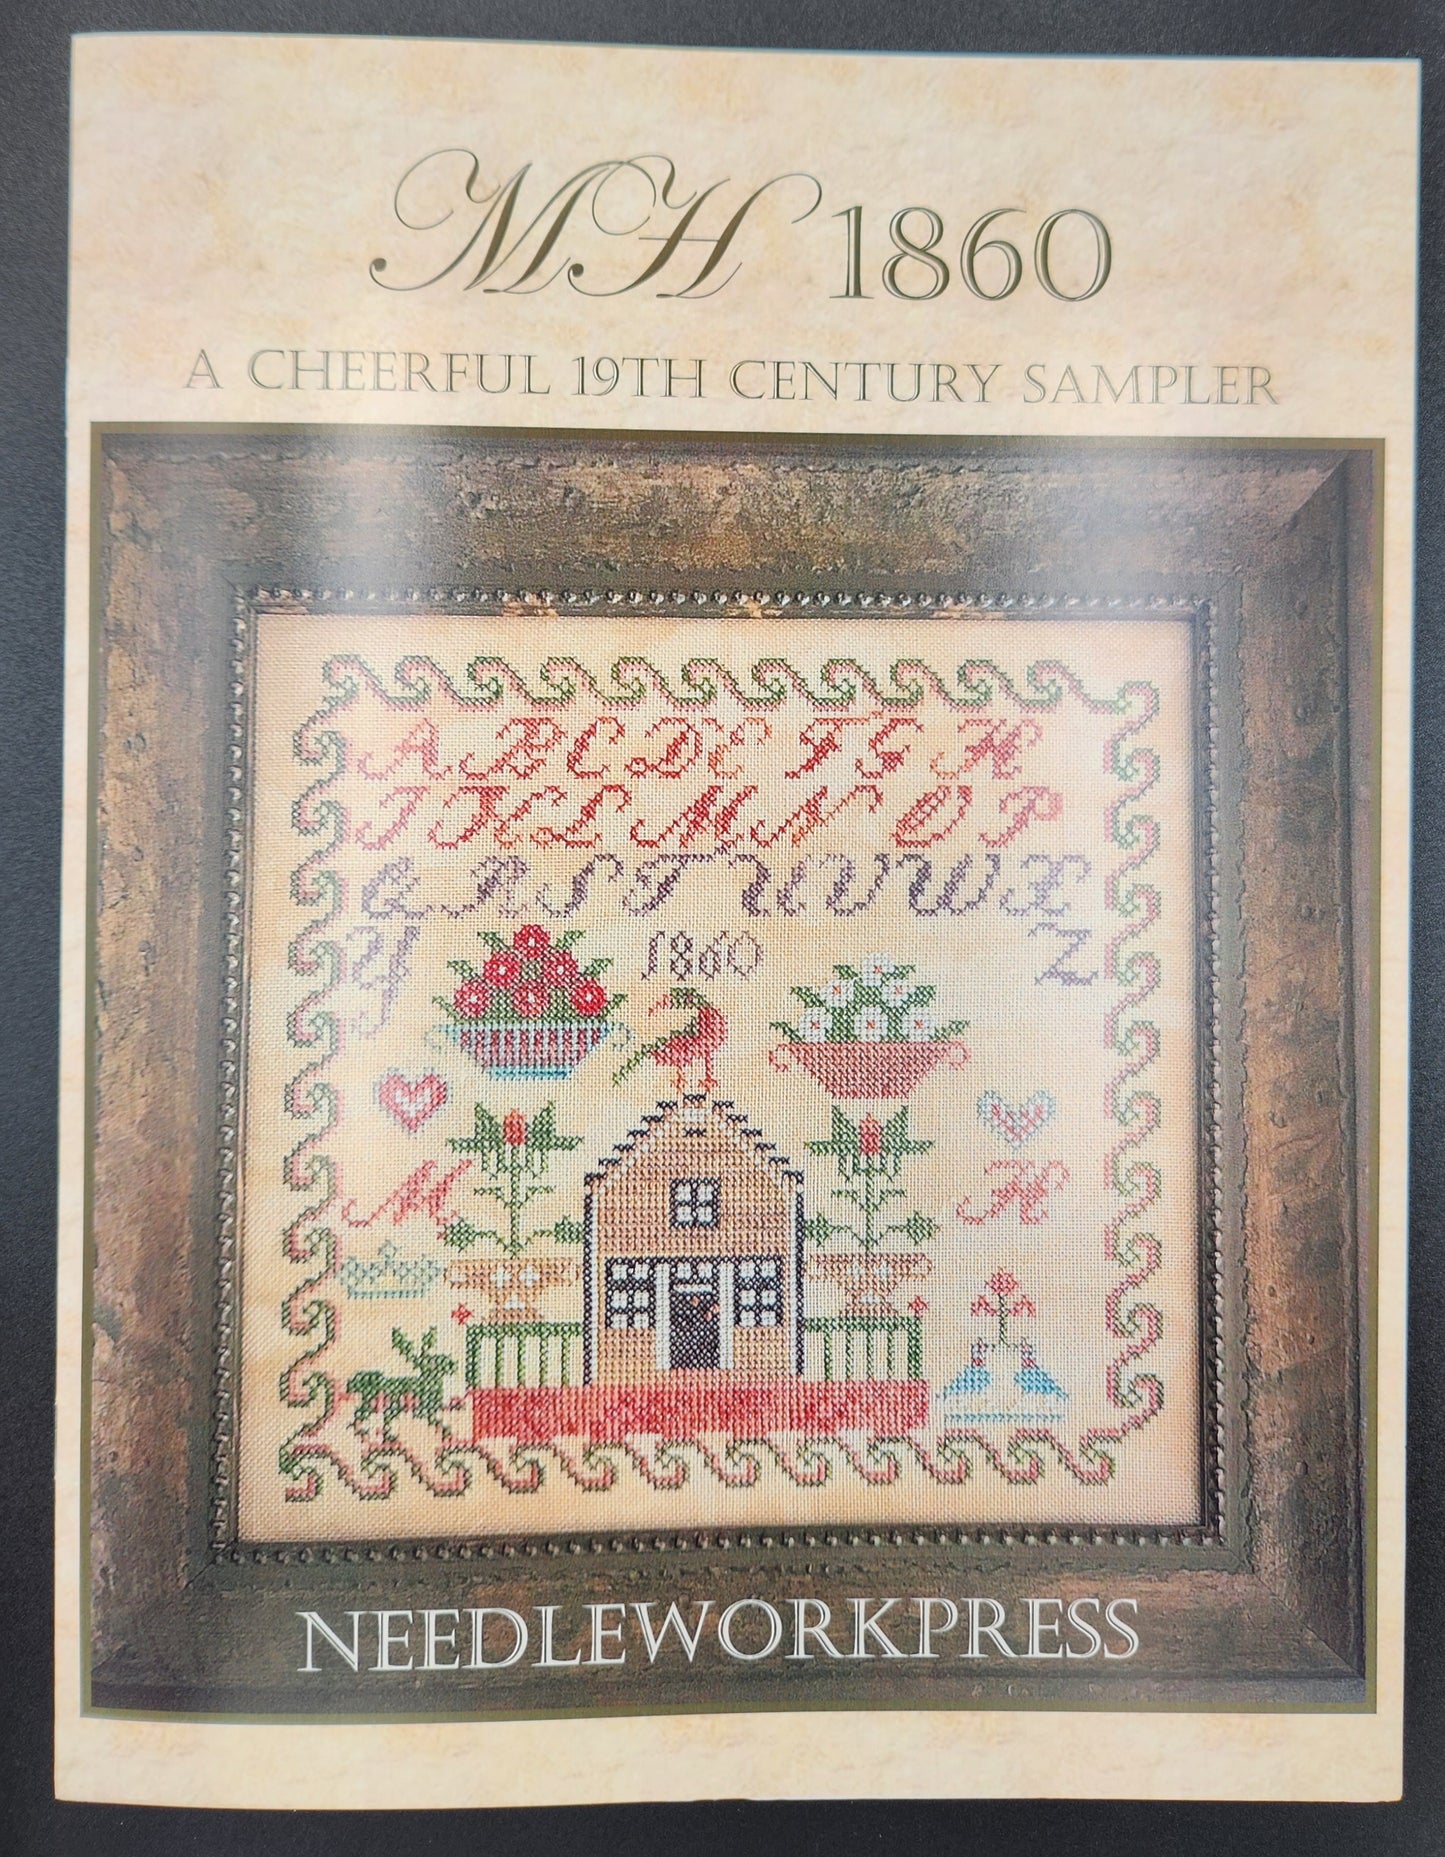 MH 1860
A CHEERFUL 19TH CENTURY SAMPLER
A B C D E F G H
I K L M N O P
Q R S T U V W X
Y 1860 Z
M H
NEEDLEWORKPRESS